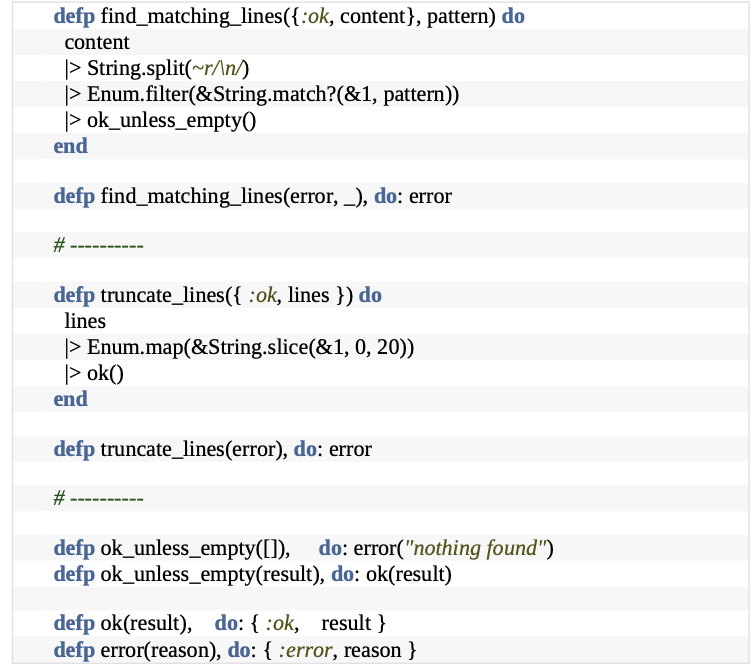 defp find_matching_lines({:ok, content}, pattern) do
  content
  |> String.split(~r/\n/)
  |> Enum.filter(&String.match?(&1, pattern))
  |> ok_unless_empty()
end

defp find_matching_lines(error, _), do: error

# ----------

defp truncate_lines({ :ok, lines }) do
  lines
  |> Enum.map(&String.slice(&1, 0, 20))
  |> ok()
end

defp truncate_lines(error), do: error

# ----------

defp ok_unless_empty([]),     do: error("nothing found")
defp ok_unless_empty(result), do: ok(result)

defp ok(result),    do: { :ok,    result }
defp error(reason), do: { :error, reason }